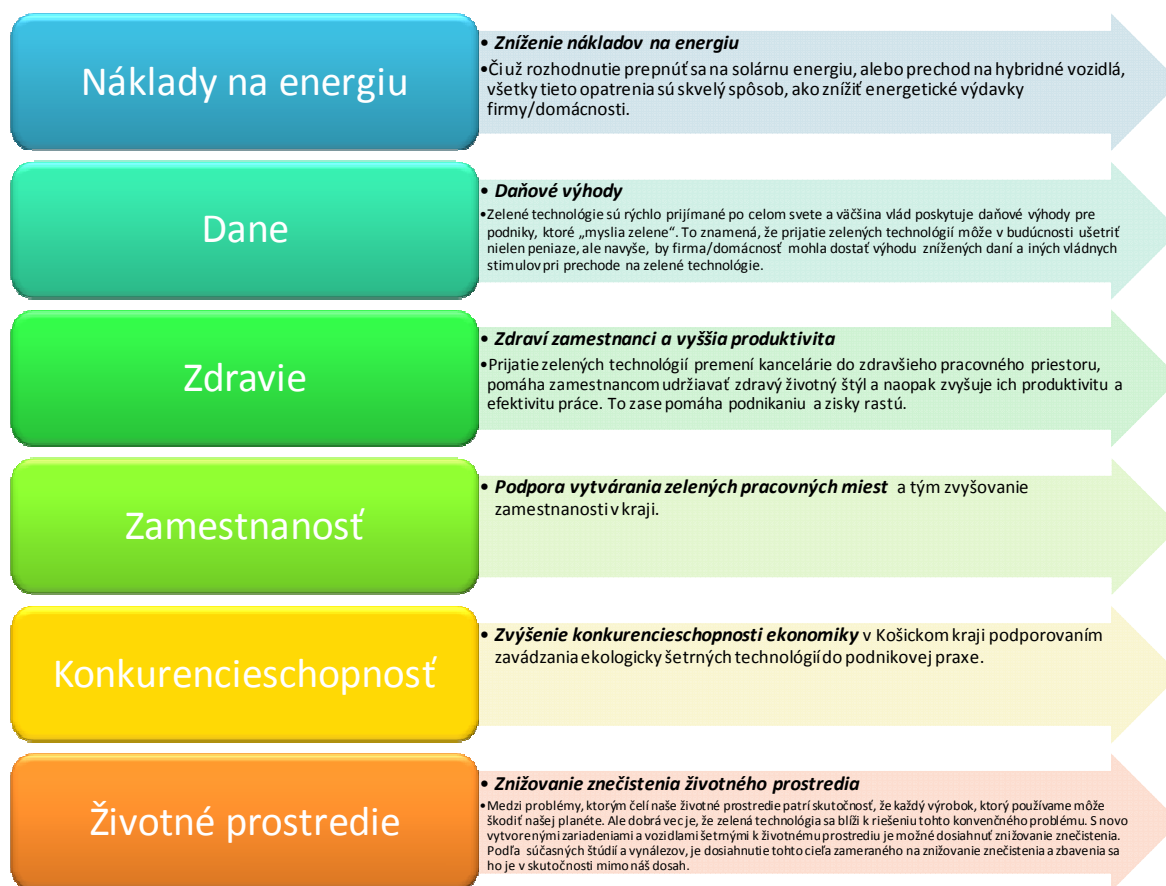 Náklady na energiu
• Zníženie nákladov na energiu
•Či už rozhodnutie prepnúť sa na solárnu energiu, alebo prechod na hybridné vozidlá,
všetky tieto opatrenia sú skvelý spôsob, ako znížiť energetické výdavky
firmy/domácnosti.
Dane
• Daňové výhody
•Zelené technológie sú rýchlo prijímané po celom svete a väčšina vlád poskytuje daňové výhody pre
podniky, ktoré „myslia zelene“. To znamená, že prijatie zelených technológií môže v budúcnosti ušetriť
nielen peniaze, ale navyše, by firma/domácnosť mohla dostať výhodu znížených daní a iných vládnych
stimulov pri prechode na zelené technológie.
Zdravie
• Zdraví zamestnanci a vyššia produktivita
•Prijatie zelených technológií premení kancelárie do zdravšieho pracovného priestoru,
pomáha zamestnancom udržiavať zdravý životný štýl a naopak zvyšuje ich produktivitu a
efektivitu práce. To zase pomáha podnikaniu a zisky rastú.
Zamestnanosť
• Podpora vytvárania zelených pracovných miest a tým zvyšovanie
zamestnanosti v kraji.
Konkurencieschopnosť
• Zvýšenie konkurencieschopnosti ekonomiky v Košickom kraji podporovaním
zavádzania ekologicky šetrných technológií do podnikovej praxe.
Životné prostredie
• Znižovanie znečistenia životného prostredia
•Medzi problémy, ktorým čelí naše životné prostredie patrí skutočnosť, že každý výrobok, ktorý používame môže
škodiť našej planéte. Ale dobrá vec je, že zelená technológia sa blíži k riešeniu tohto konvenčného problému. S novo
vytvorenými zariadeniami a vozidlami šetrnými k životnému prostrediu je možné dosiahnuť znižovanie znečistenia.
Podľa súčasných štúdií a vynálezov, je dosiahnutie tohto cieľa zameraného na znižovanie znečistenia a zbavenia sa
ho je v skutočnosti mimo náš dosah.